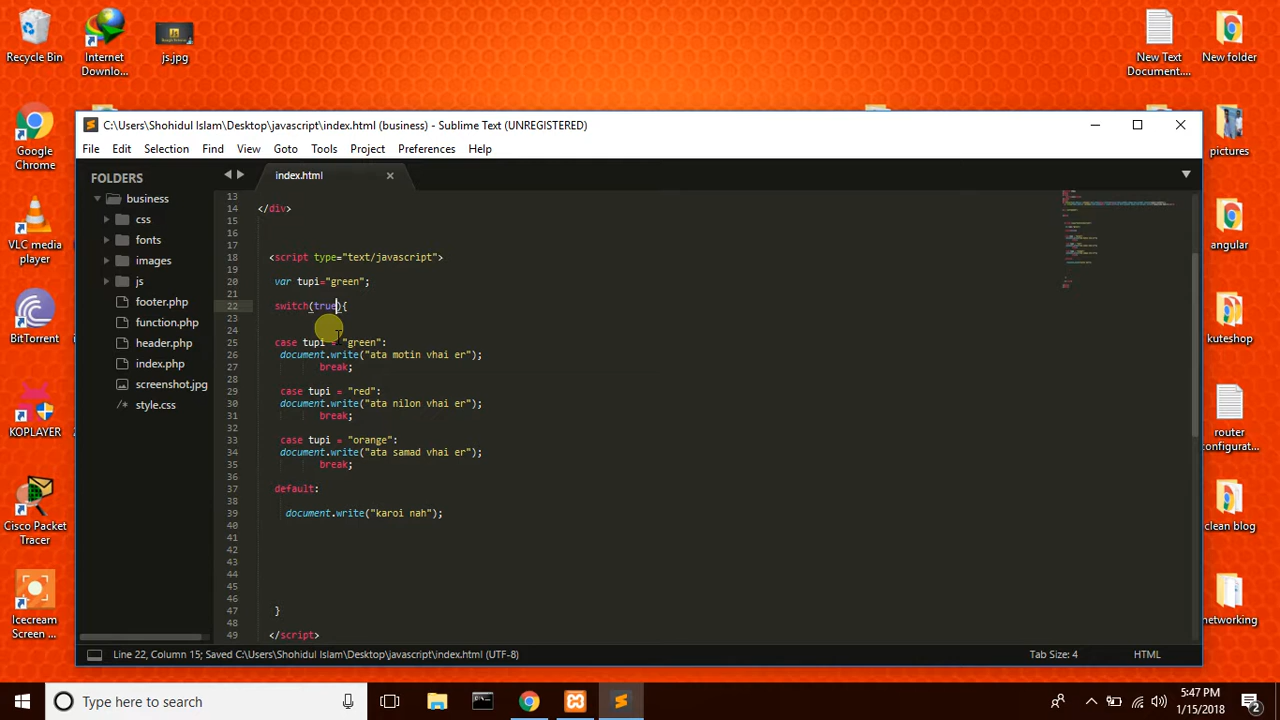 Recycle Bin
Internet
Downlo...
js.jpg
New Text
Document....
New folder
Google
Chrome
VLC media
player
BitTorrent
KOPLAYER
Cisco Packet
Tracer
Icecream
Screen ...
C:\Users\Shohidul Islam\Desktop\javascript\index.html (business) - Sublime Text (UNREGISTERED)
File Edit Selection Find View Goto Tools Project Preferences Help
FOLDERS
business
css
fonts
images
js
footer.php
function.php
header.php
index.php
screenshot.jpg
/* style.css
index.html
13
14 </div>
15
16
17
18 <script type="text/javascript">
19
20 var tupi="green";
21
22 switch(true){
23
24
25 case tupi = "green":
26 document.write("ata motin vhai er");
27 break;
28
29 case tupi = "red":
30 document.write("ata nilon vhai er");
31 break;
32
33 case tupi = "orange":
34 document.write("ata samad vhai er");
35 break;
36
37 default:
38
39 document.write("karoi nah");
40
41
42
43
44
45
46
47 }
48
49 </script>
Line 22, Column 15; Saved C:\Users\Shohidul Islam\Desktop\javascript\index.html (UTF-8)
Tab Size: 4
HTML
pictures
angular
kuteshop
router
configurat...
clean blog
networking
Type here to search
5:47 PM
1/15/2018
2